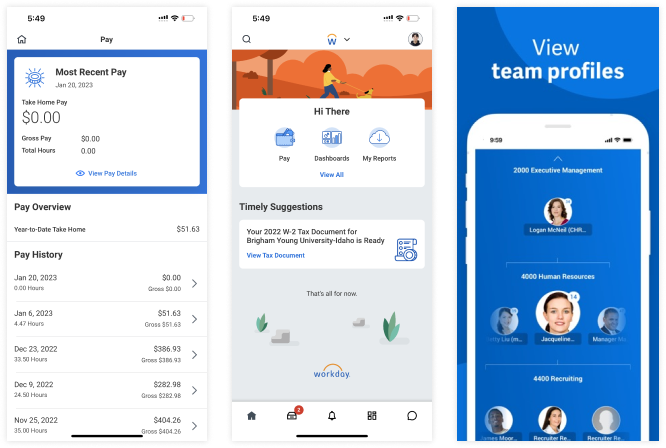 5:49
Pay
Most Recent Pay
Jan 20, 2023
Take Home Pay
$0.00
Gross Pay $0.00
Total Hours 0.00
View Pay Details
Pay Overview
Year-to-Date Take Home $51.63
Pay History
Jan 20, 2023 $0.00
0.00 Hours Gross $0.00
Jan 6, 2023 $51.63
4.47 Hours Gross $51.63
Dec 23, 2022 $386.93
33.50 Hours Gross $386.93
Dec 9, 2022 $282.98
24.50 Hours Gross $282.98
Nov 25, 2022 $404.26
35.00 Hours Gross $404.26
5:49
Hi There
Pay Dashboards My Reports
View All
Timely Suggestions
Your 2022 W-2 Tax Document for
Brigham Young University-Idaho is Ready
View Tax Document
That's all for now.
workday
2
View
team profiles
9:59
2000 Executive Management
Logan McNeil (CHR...
4000 Human Resources
14
Liu (m... Jacqueline... Manager
4400 Recruiting
Recruiter Re... Recruiter Re...